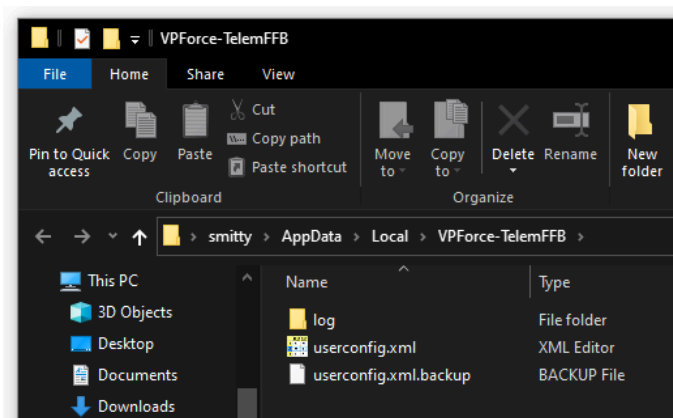 VPForce-TelemFFB
File Home Share View
Pin to Quick access
Copy
Paste
Cut
Copy path
Paste shortcut
Move to
Copy to
Delete
Rename
New folder
Clipboard
Organize
smitty > AppData > Local > VPForce-TelemFFB >
This PC
3D Objects
Desktop
Documents
Downloads
Name Type
log File folder
userconfig.xml XML Editor
userconfig.xml.backup BACKUP File